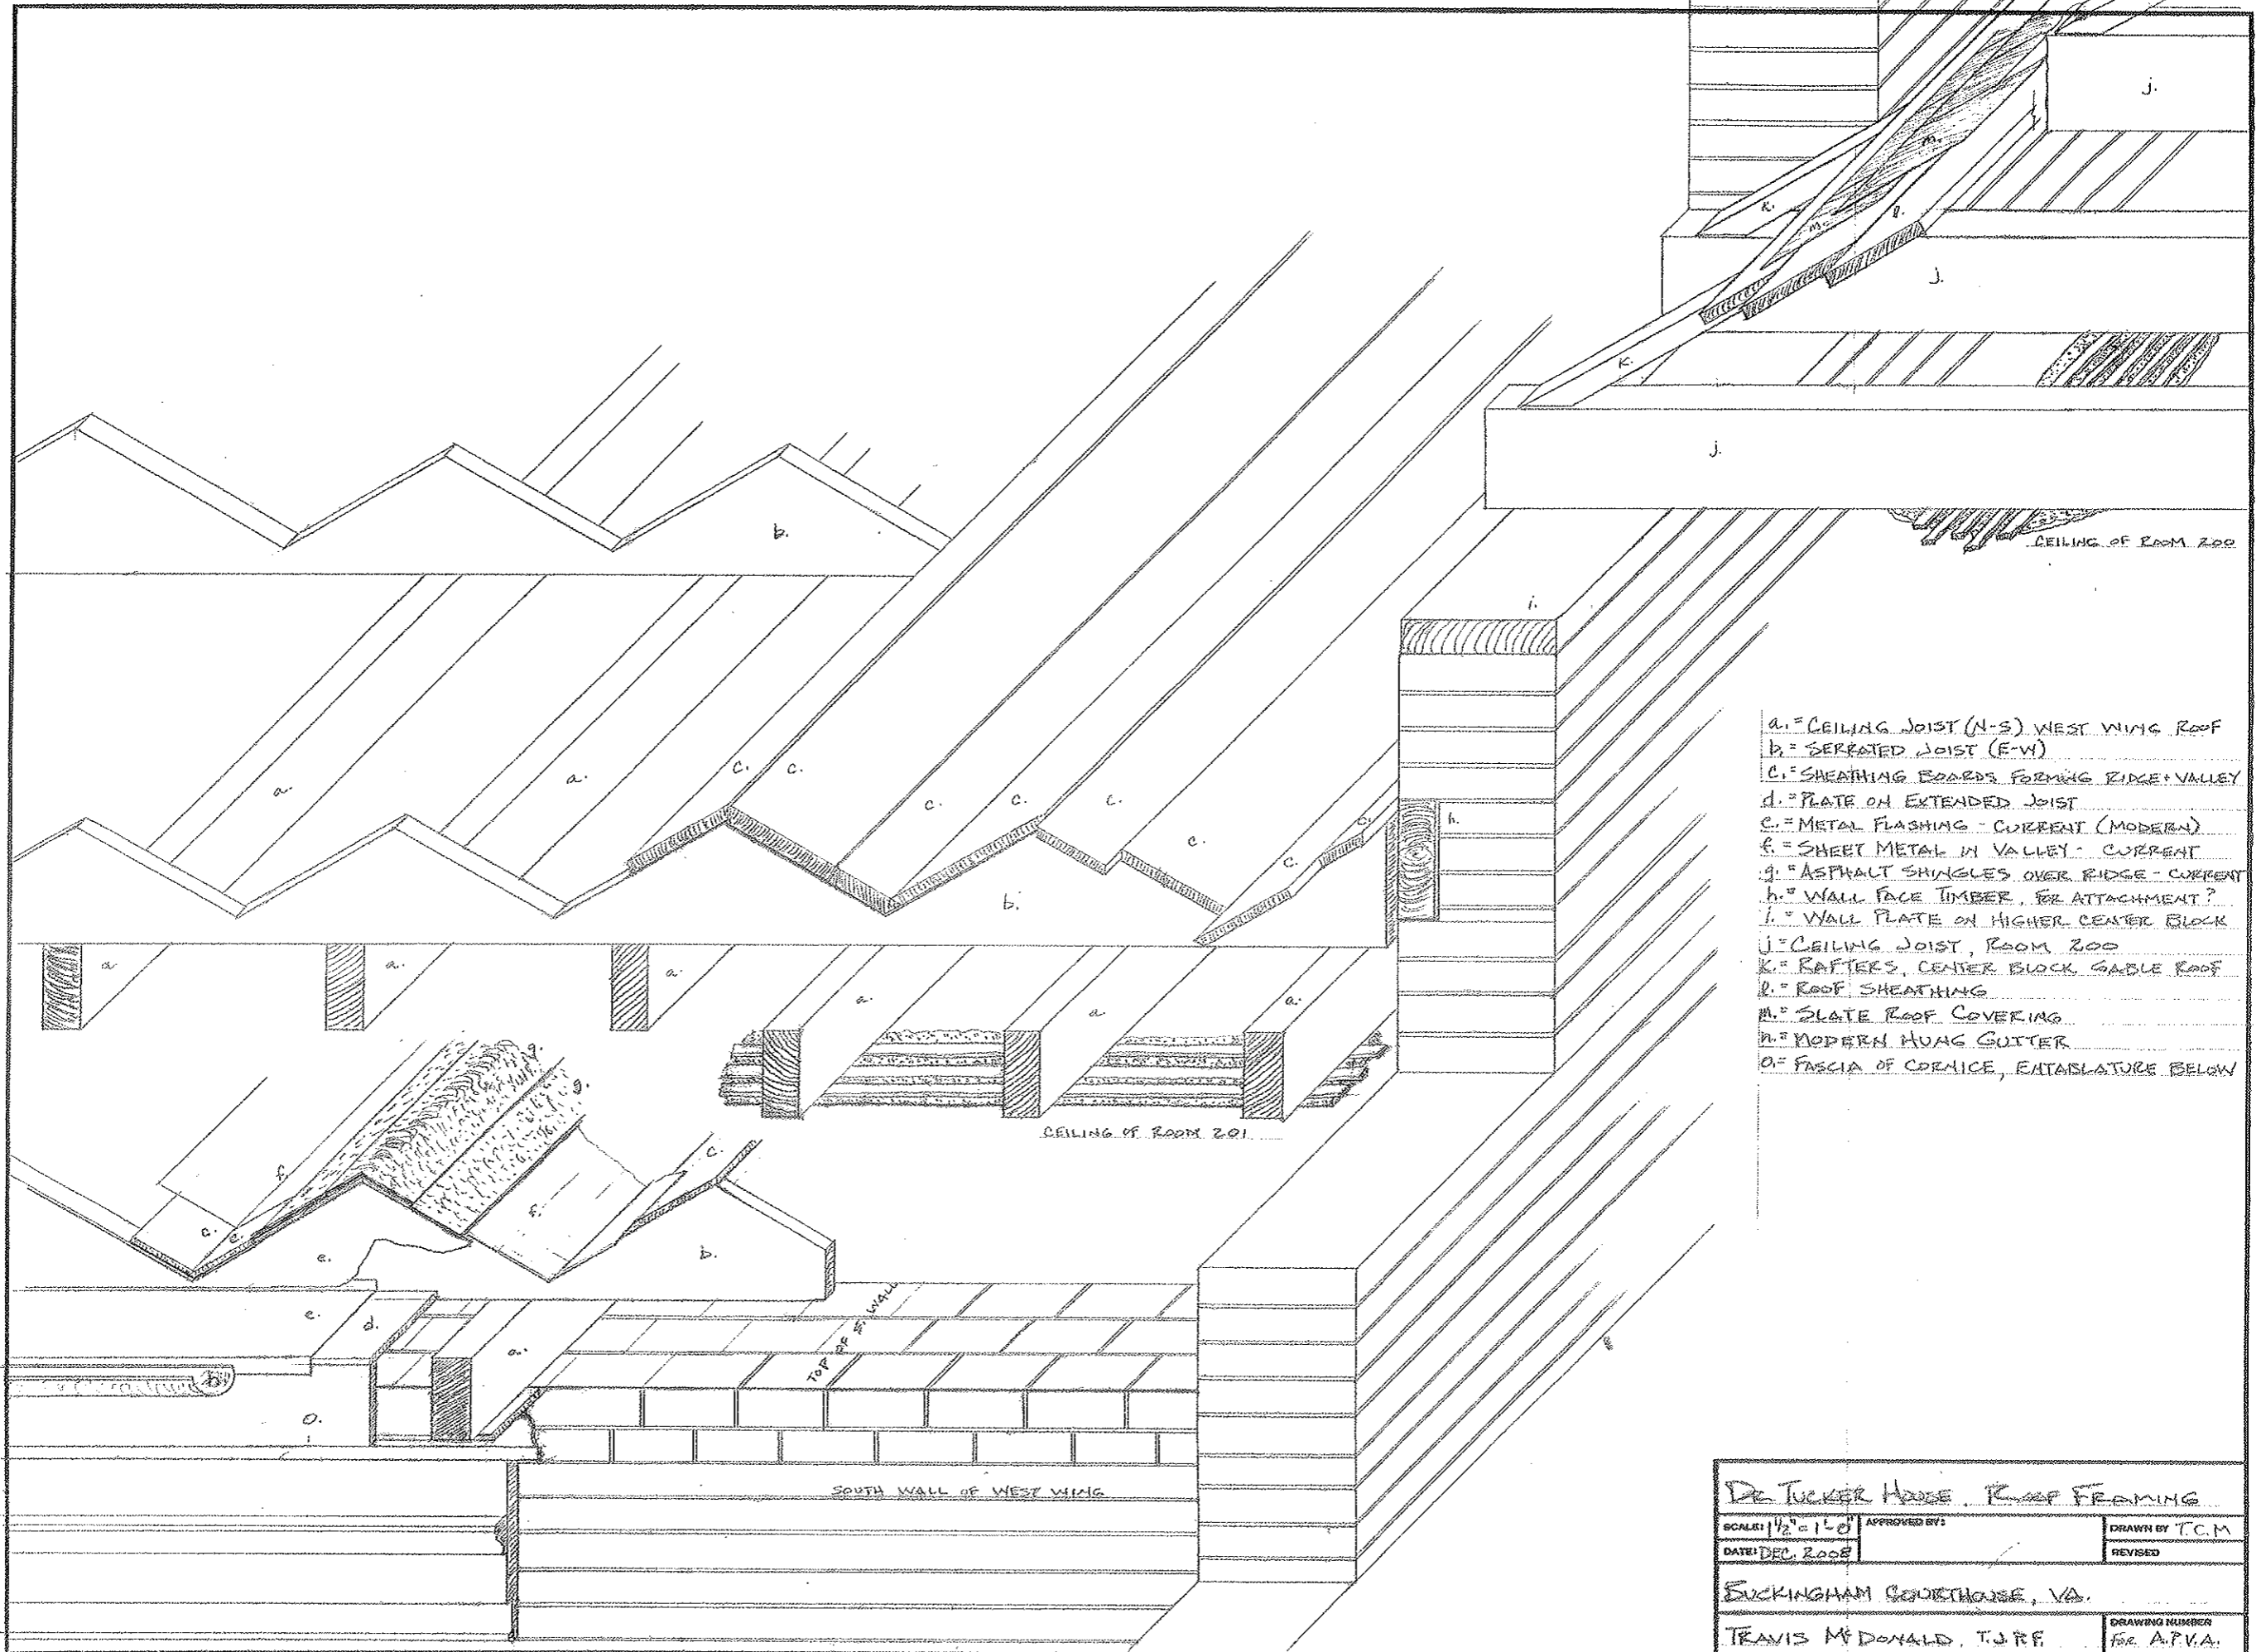 j.
m.
k.
l.
m.
j.
k.
j.
CEILING OF ROOM 200
b.
i.
a.
a.
c.
c.
c.
c.
c.
c.
c.
c.
h.
b.
a.
a.
a.
a.
a.
a.
CEILING OF ROOM 201
g.
g.
f.
f.
c.
c.
c.
e.
b.
e.
d.
a.
TOP OF S. WALL
h.
o.
SOUTH WALL OF WEST WING
a. = CEILING JOIST (N-S) WEST WING ROOF
b. = SERRATED JOIST (E-W)
c. = SHEATHING BOARDS FORMING RIDGE + VALLEY
d. = PLATE ON EXTENDED JOIST
e. = METAL FLASHING - CURRENT (MODERN)
f. = SHEET METAL IN VALLEY - CURRENT
g. = ASPHALT SHINGLES OVER RIDGE - CURRENT
h. = WALL FACE TIMBER, FOR ATTACHMENT?
i. = WALL PLATE ON HIGHER CENTER BLOCK
j = CEILING JOIST, ROOM 200
k. = RAFTERS, CENTER BLOCK GABLE ROOF
l. = ROOF SHEATHING
m. = SLATE ROOF COVERING
n. = MODERN HUNG GUTTER
o. = FASCIA OF CORNICE, ENTABLATURE BELOW
DR. TUCKER HOUSE, ROOF FRAMING
SCALE: 1 1/2" = 1'-0" APPROVED BY: DRAWN BY T.C.M
DATE: DEC. 2008 REVISED
BUCKINGHAM COURTHOUSE, VA.
TRAVIS McDONALD, T.J.P.F. DRAWING NUMBER
FOR A.P.V.A.